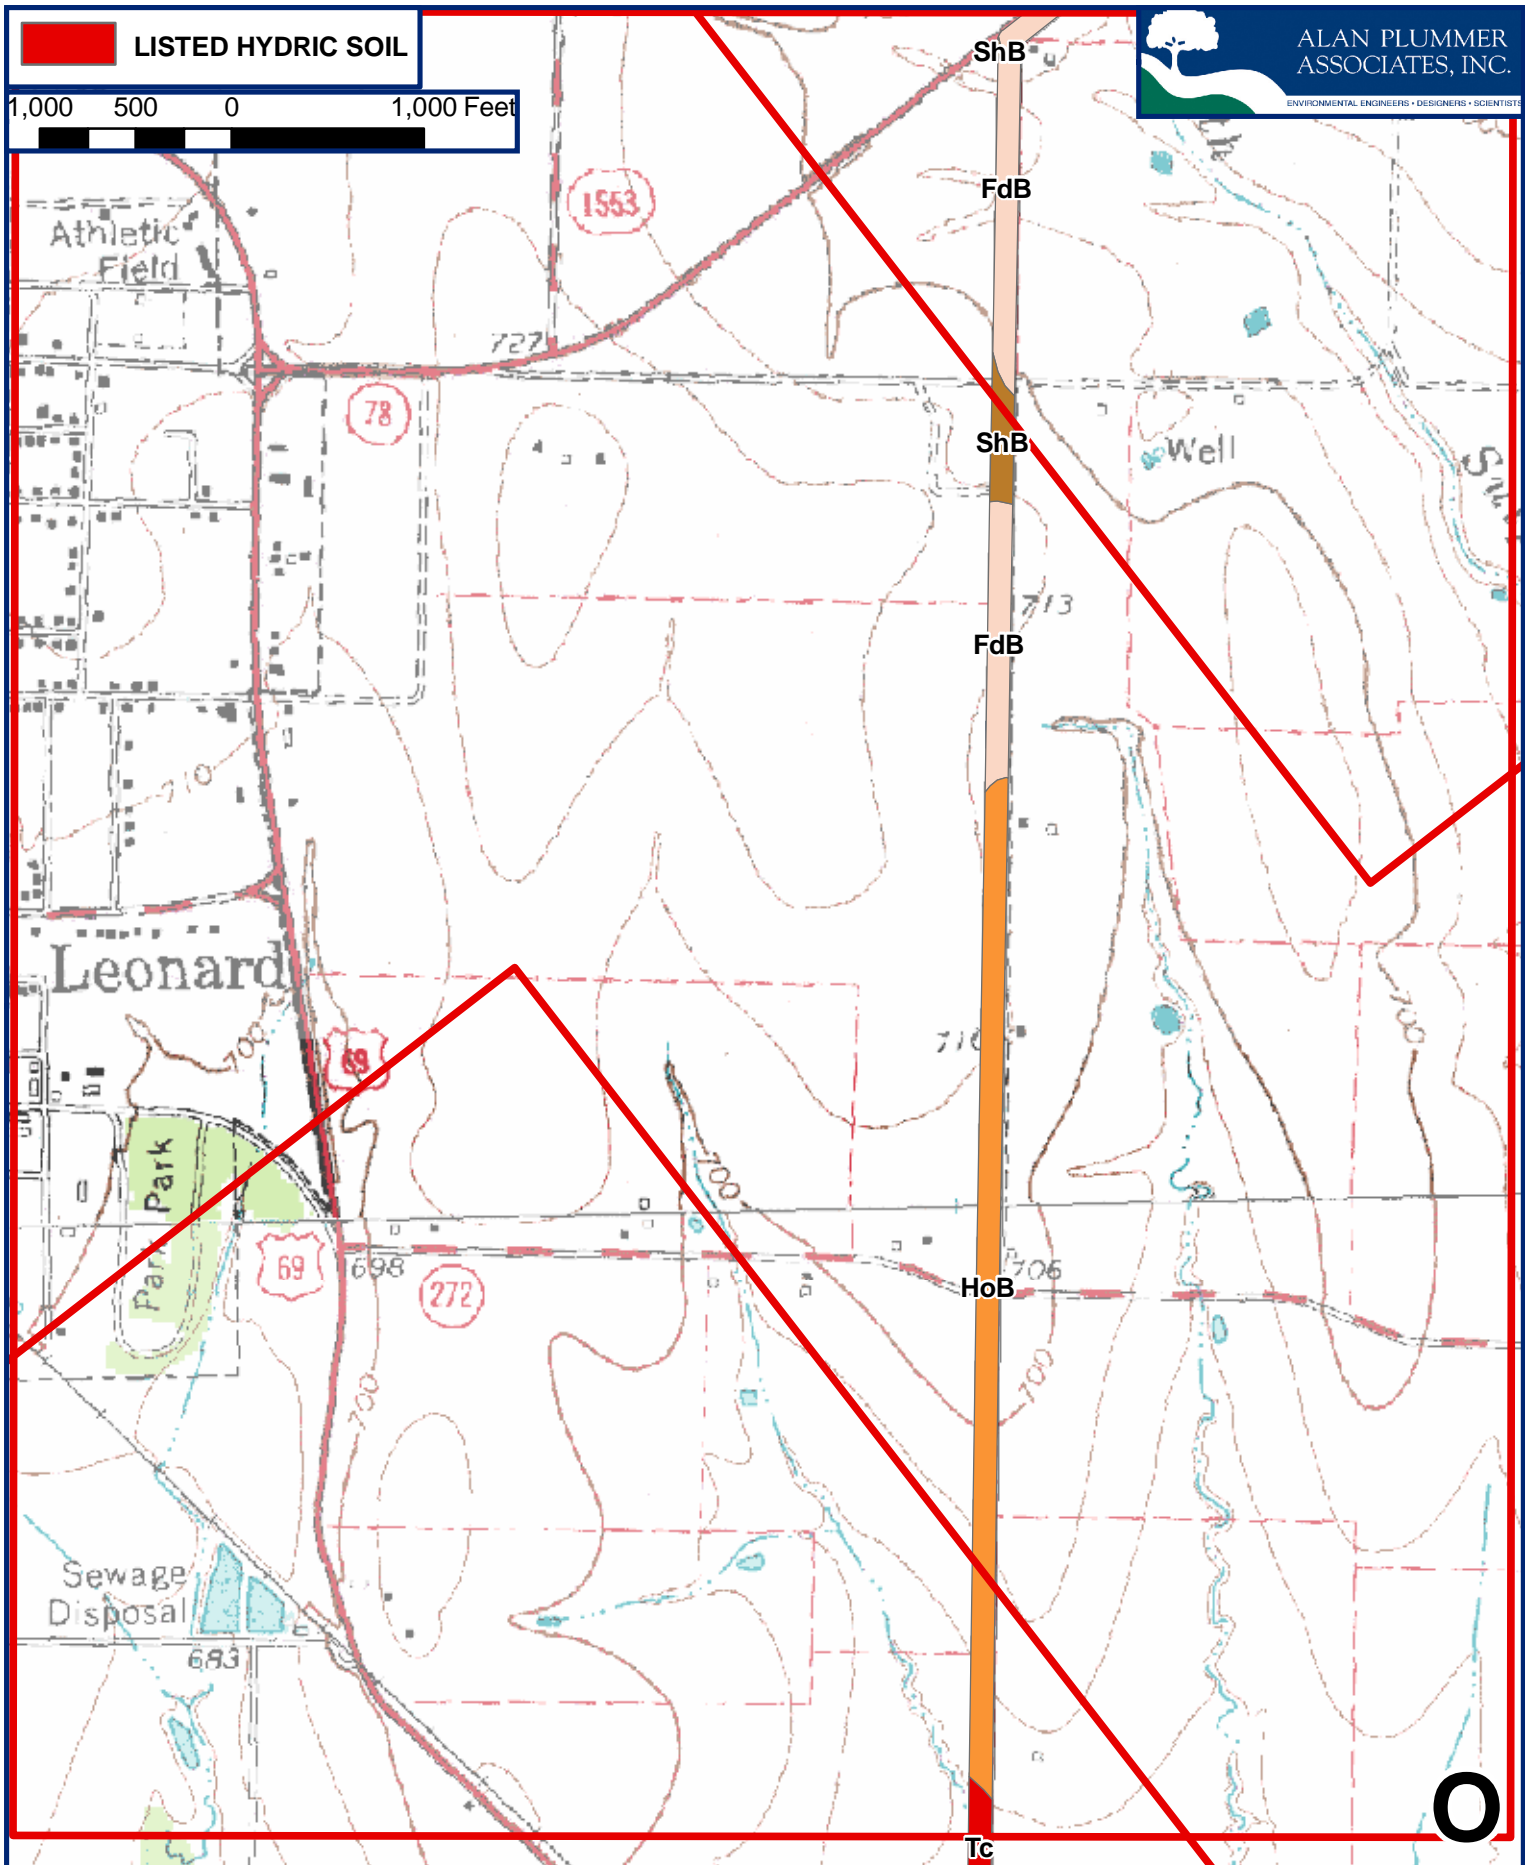 LISTED HYDRIC SOIL
1,000 500 0 1,000 Feet
ALAN PLUMMER
ASSOCIATES, INC.
ENVIRONMENTAL ENGINEERS • DESIGNERS • SCIENTISTS
ShB
FdB
1553
Athletic
Field
727
78
ShB
Well
713
FdB
710
Leonard
700
69
700
716
Park
700
Park
69
698
272
706
HoB
700
700
Sewage
Disposal
683
O
Tc